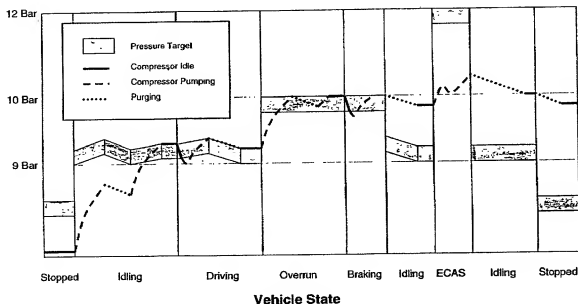 12 Bar
Pressure Target
Compressor Idle
Compressor Pumping
Purging
10 Bar
9 Bar
Stopped Idling Driving Overrun Braking Idling ECAS Idling Stopped
Vehicle State